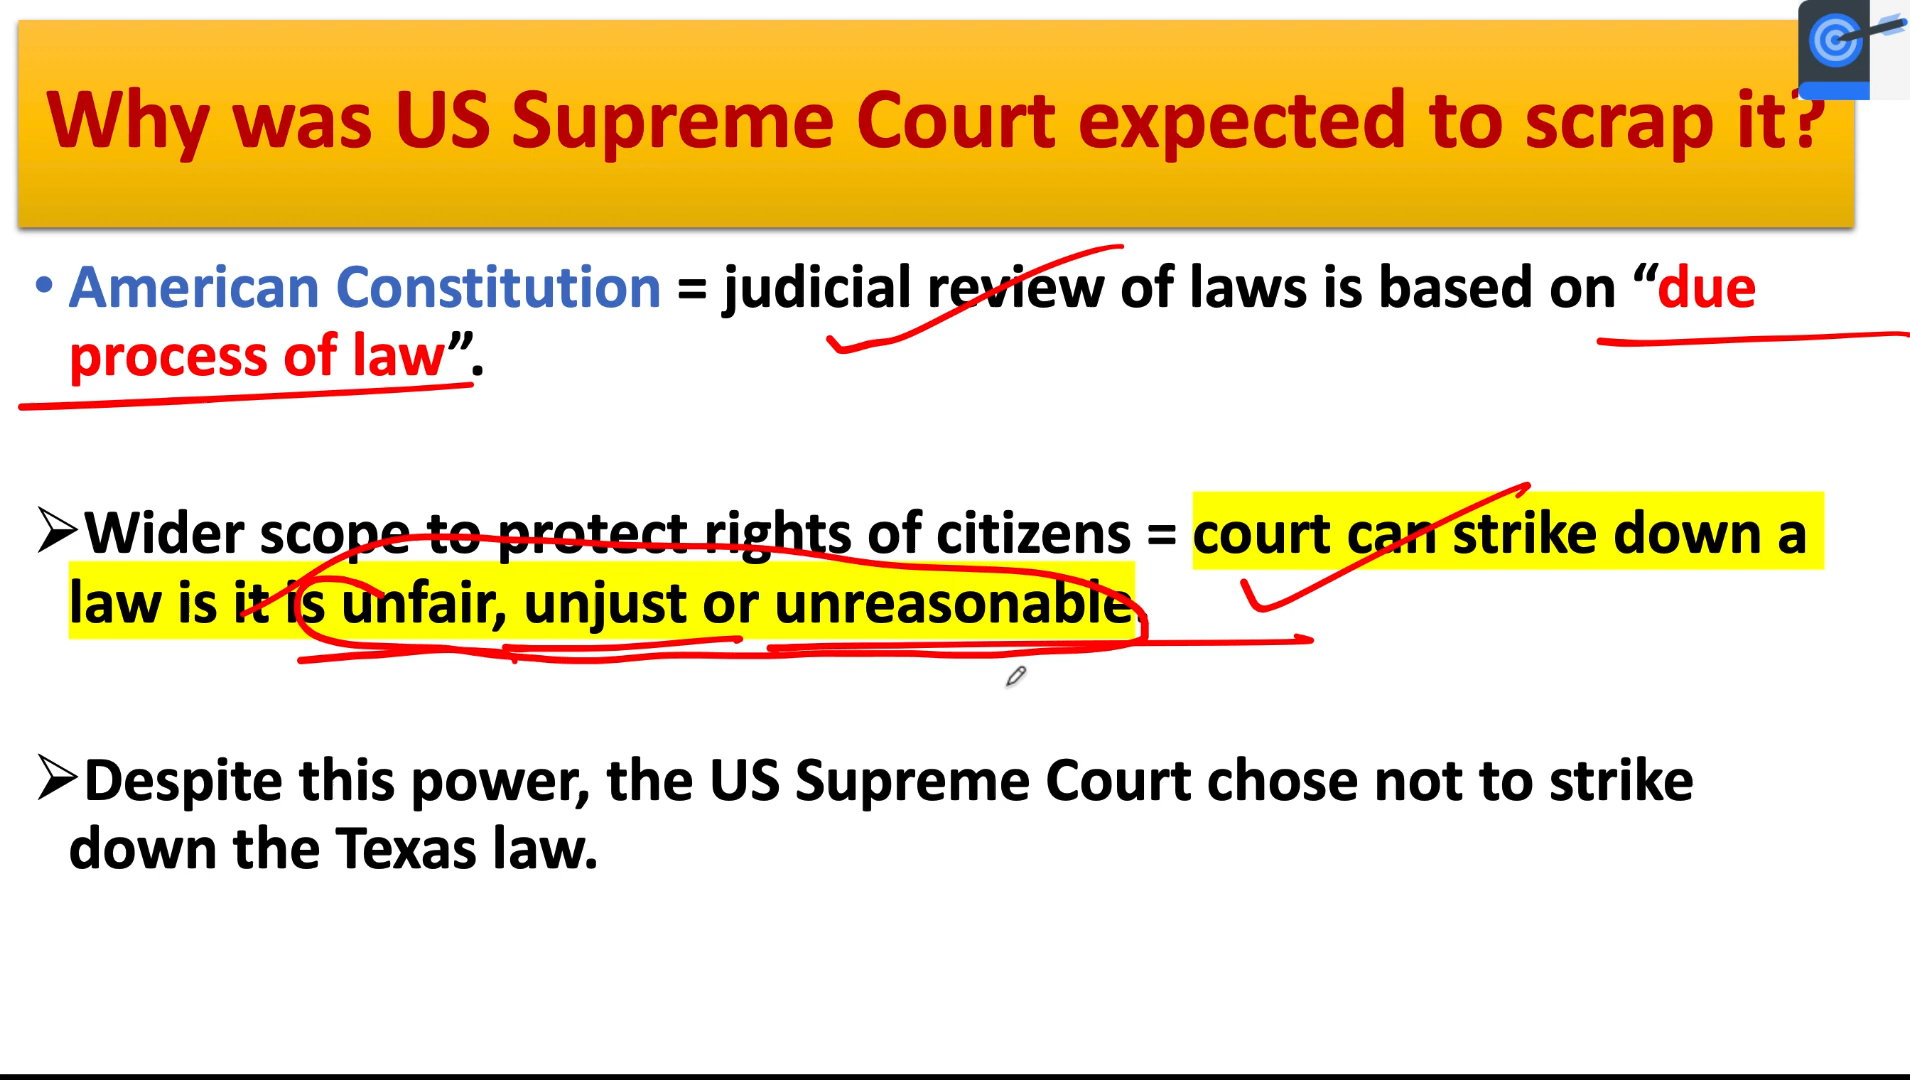 Why was US Supreme Court expected to scrap it?
• American Constitution = judicial review of laws is based on “due
process of law”.
➢Wider scope to protect rights of citizens = court can strike down a
law is it is unfair, unjust or unreasonable.
➢Despite this power, the US Supreme Court chose not to strike
down the Texas law.